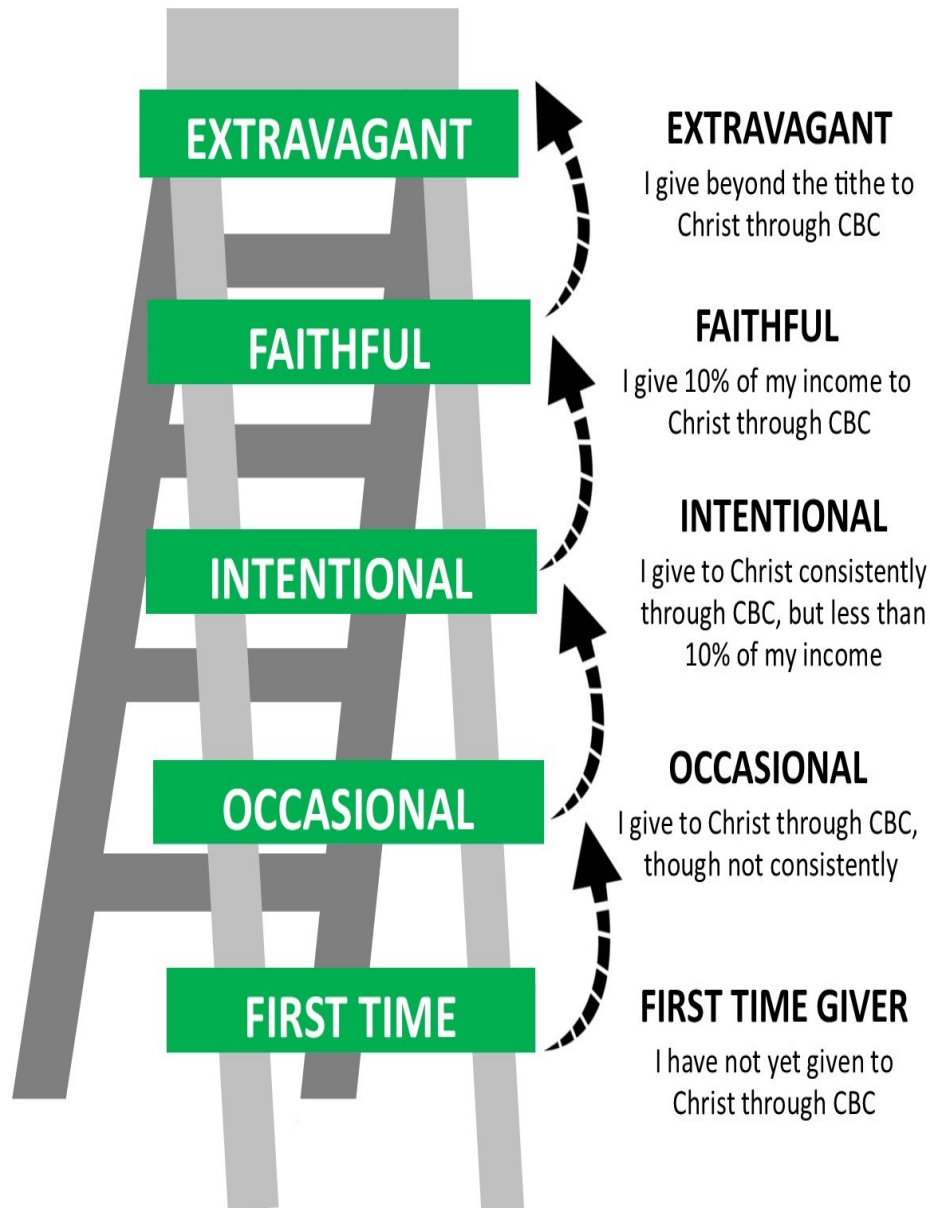 EXTRAVAGANT
EXTRAVAGANT
I give beyond the tithe to
Christ through CBC
FAITHFUL
FAITHFUL
I give 10% of my income to
Christ through CBC
INTENTIONAL
INTENTIONAL
I give to Christ consistently
through CBC, but less than
10% of my income
OCCASIONAL
OCCASIONAL
I give to Christ through CBC,
though not consistently
FIRST TIME
FIRST TIME GIVER
I have not yet given to
Christ through CBC